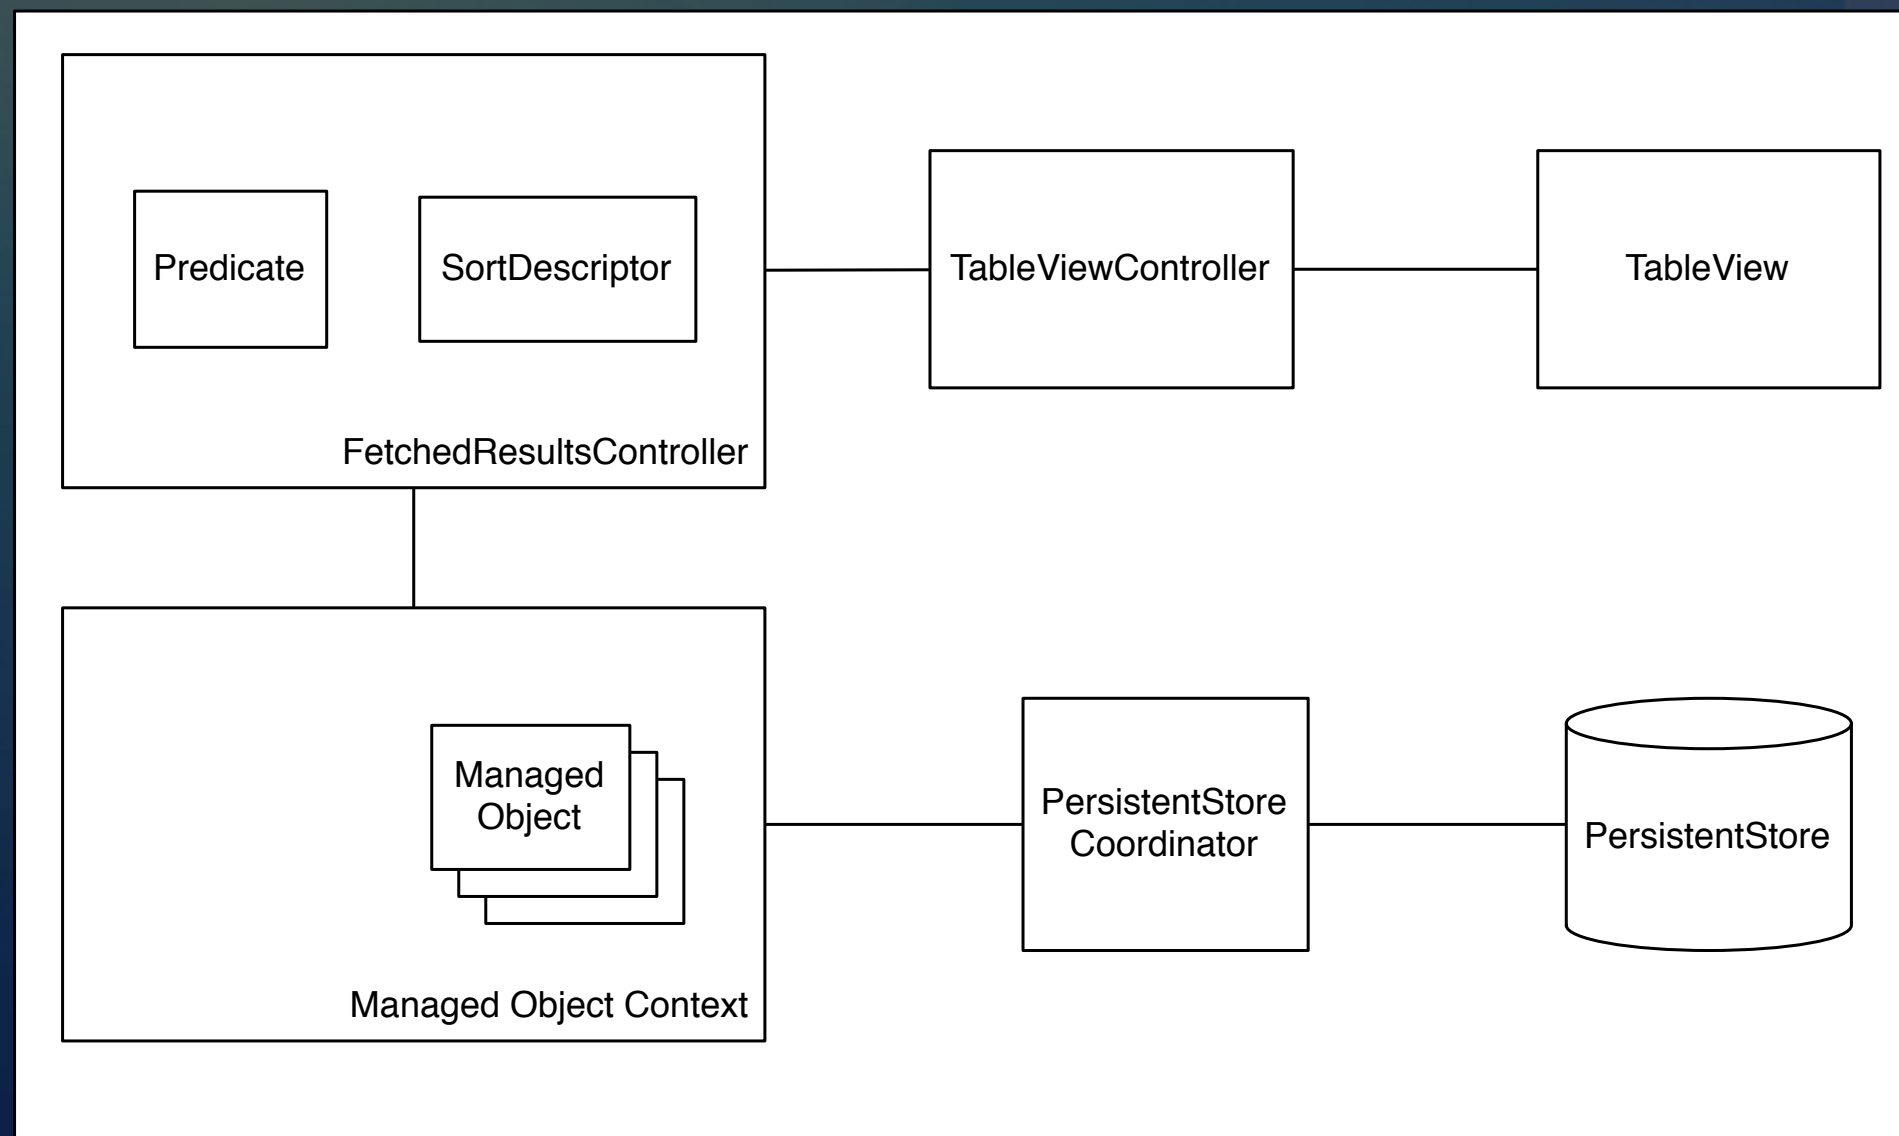 Predicate
SortDescriptor
TableViewController
TableView
FetchedResultsController
Managed
Object
PersistentStore
Coordinator
PersistentStore
Managed Object Context